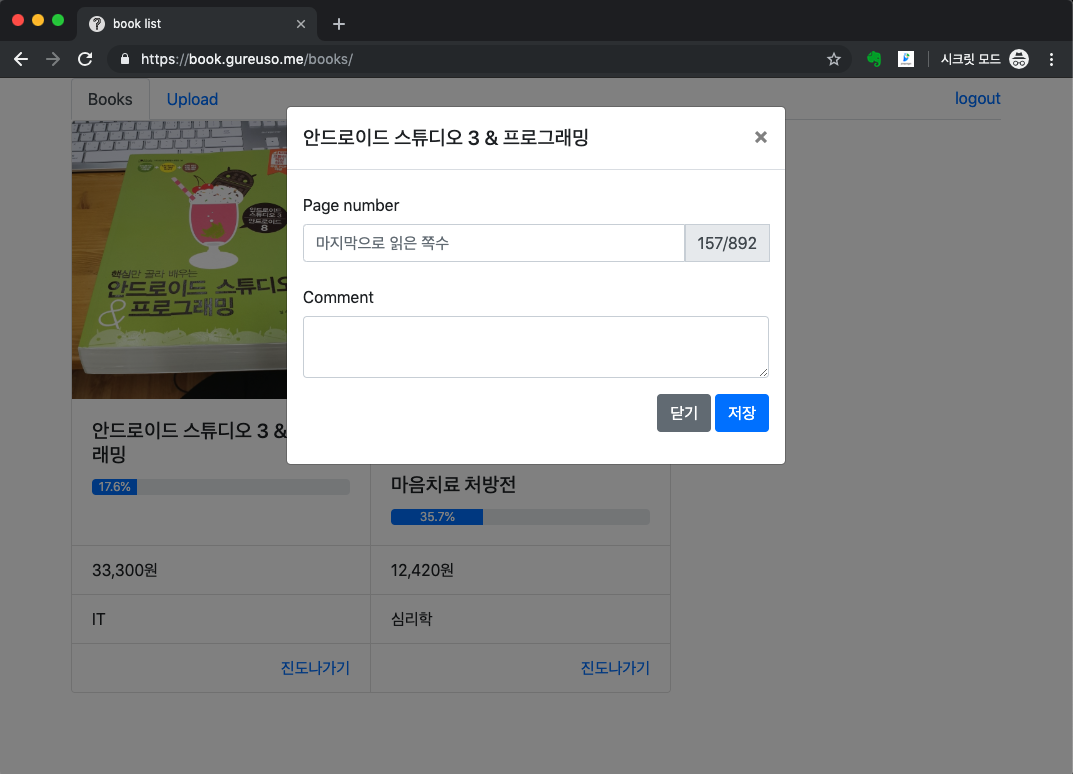 book list
https://book.gureuso.me/books/
시크릿 모드
Books
Upload
logout
안드로이드 스튜디오 3 & 프로그래밍
Page number
마지막으로 읽은 쪽수
157/892
Comment
닫기
저장
핵심만 골라 배우는
안드로이드 스튜디오
&프로그래밍
안드로이드 스튜디오 3 &
래밍
17.6%
33,300원
IT
진도나가기
마음치료 처방전
35.7%
12,420원
심리학
진도나가기